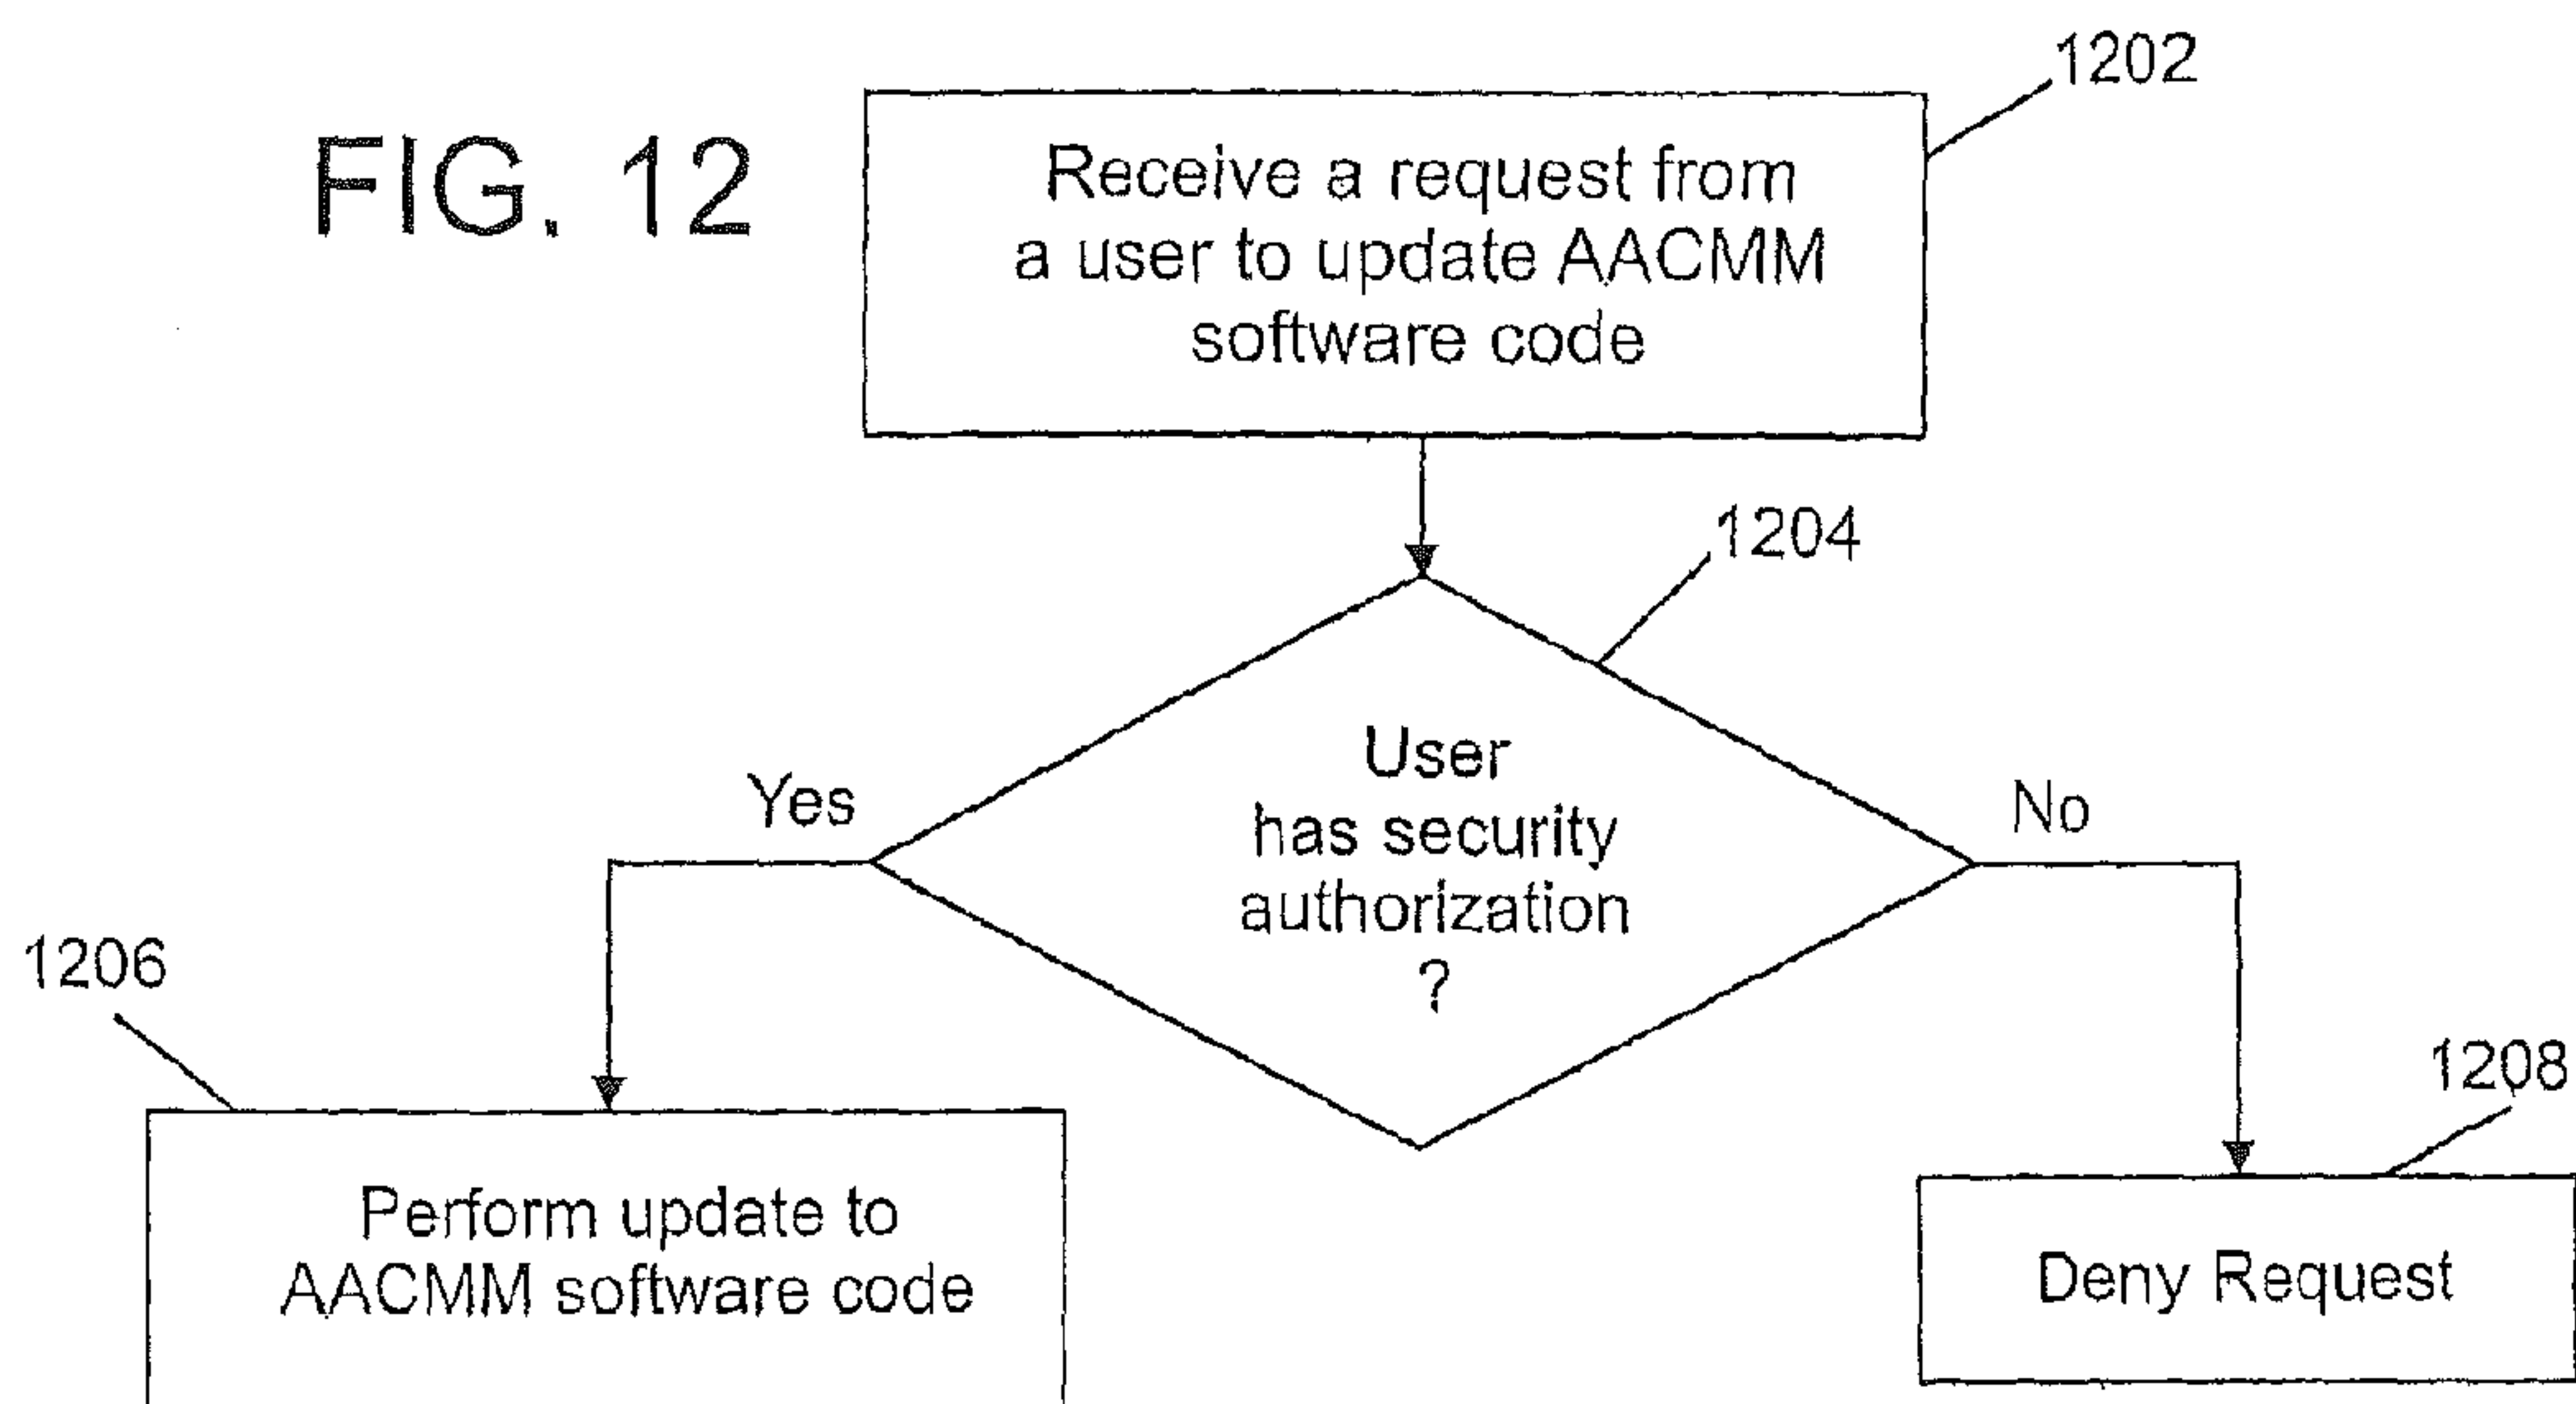 FIG. 12
1202
Receive a request from
a user to update AACMM
software code
1204
User
has security
authorization
?
Yes
No
1206
Perform update to
AACMM software code
1208
Deny Request